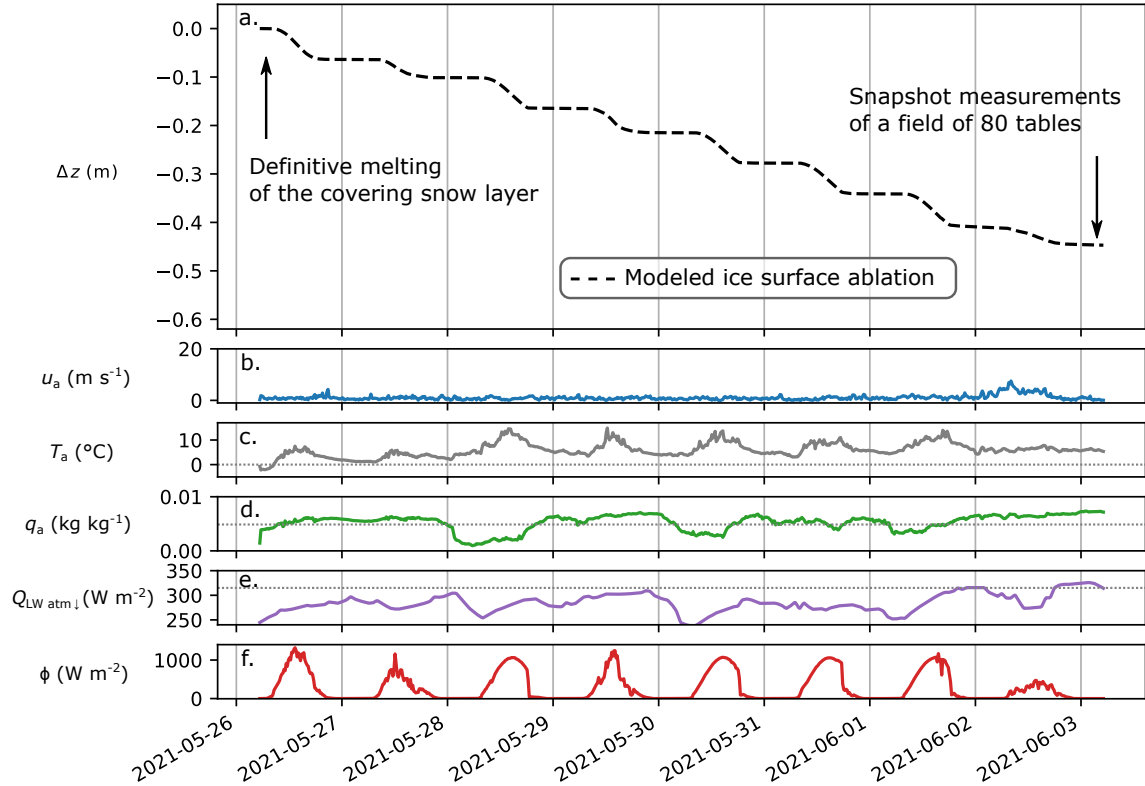 a.
0.0
−0.1
−0.2
−0.3
−0.4
−0.5
−0.6
Δz (m)
Definitive melting
of the covering snow layer
Snapshot measurements
of a field of 80 tables
Modeled ice surface ablation
b.
20
0
uₐ (m s⁻¹)
c.
10
0
Tₐ (°C)
d.
0.01
0.00
qₐ (kg kg⁻¹)
e.
350
300
250
Q LW atm↓ (W m⁻²)
f.
1000
0
ϕ (W m⁻²)
2021-05-26
2021-05-27
2021-05-28
2021-05-29
2021-05-30
2021-05-31
2021-06-01
2021-06-02
2021-06-03